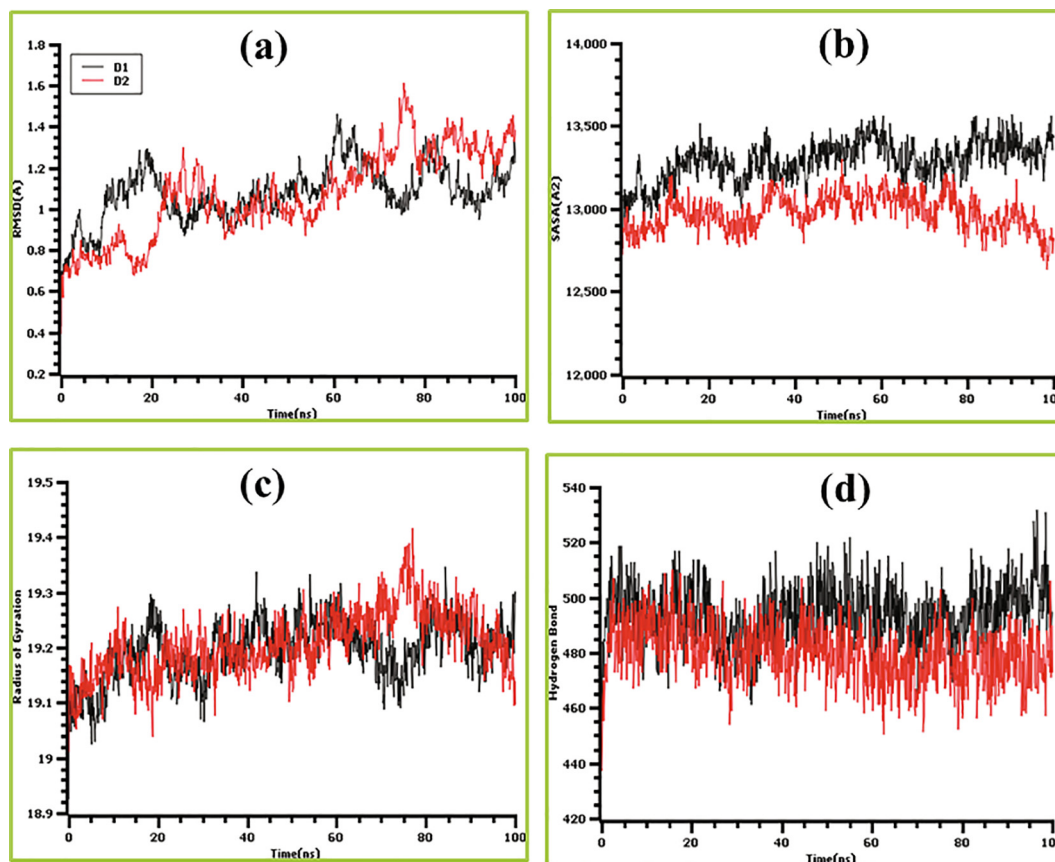 (a)
1.8
1.6
1.4
1.2
1
0.8
0.6
0.4
0.2
D1
D2
RMSD(A)
0 20 40 60 80 100
Time(ns)
(b)
14,000
13,500
13,000
12,500
12,000
SASA(A2)
0 20 40 60 80 100
Time(ns)
(c)
19.5
19.4
19.3
19.2
19.1
19
18.9
Radius of Gyration
0 20 40 60 80 100
Time(ns)
(d)
540
520
500
480
460
440
420
Hydrogen Bond
0 20 40 60 80 100
Time(ns)